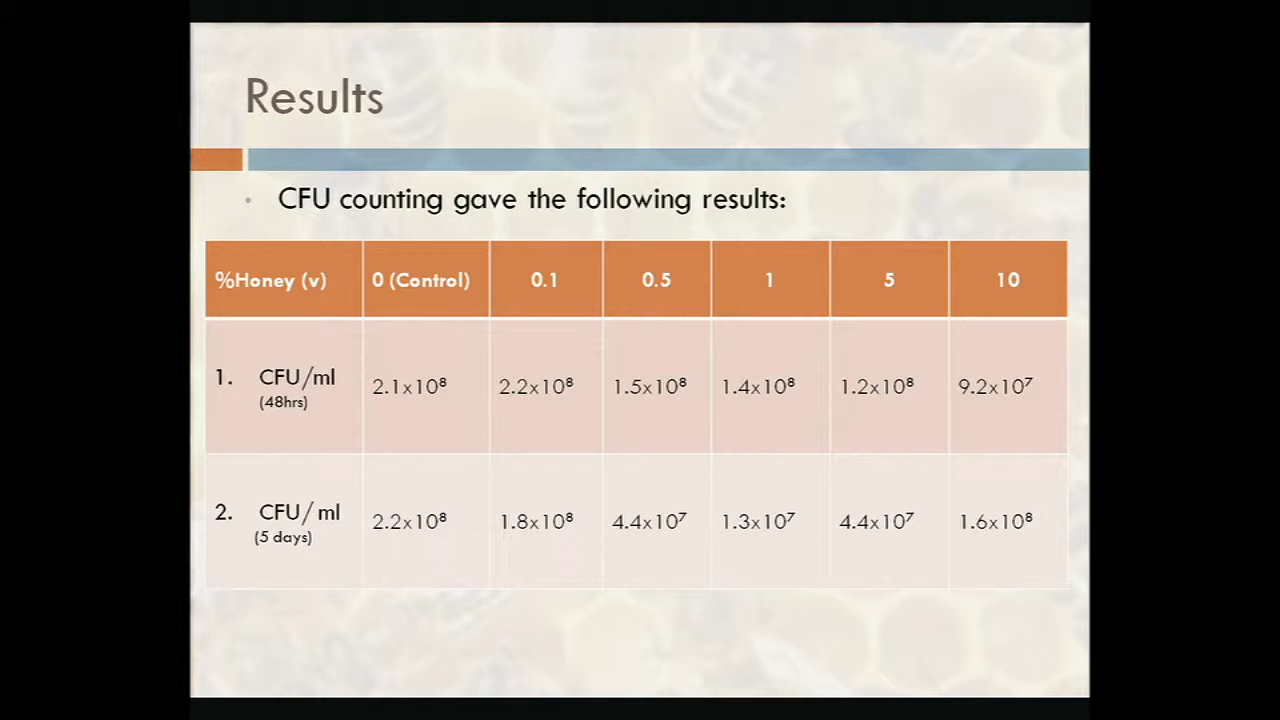 Results
• CFU counting gave the following results:
%Honey (v) 0 (Control) 0.1 0.5 1 5 10
1. CFU/ml (48hrs) 2.1x10⁸ 2.2x10⁸ 1.5x10⁸ 1.4x10⁸ 1.2x10⁸ 9.2x10⁷
2. CFU/ ml (5 days) 2.2x10⁸ 1.8x10⁸ 4.4x10⁷ 1.3x10⁷ 4.4x10⁷ 1.6x10⁸